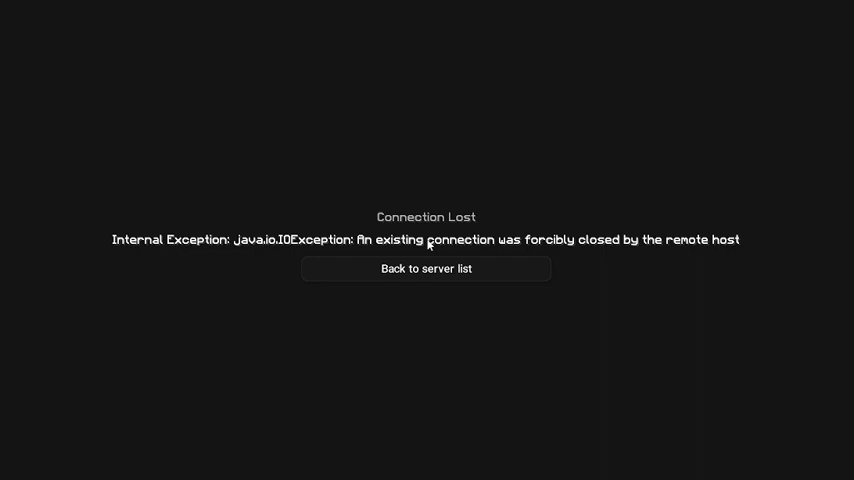 Connection Lost
Internal Exception: java.io.IOException: An existing connection was forcibly closed by the remote host
Back to server list